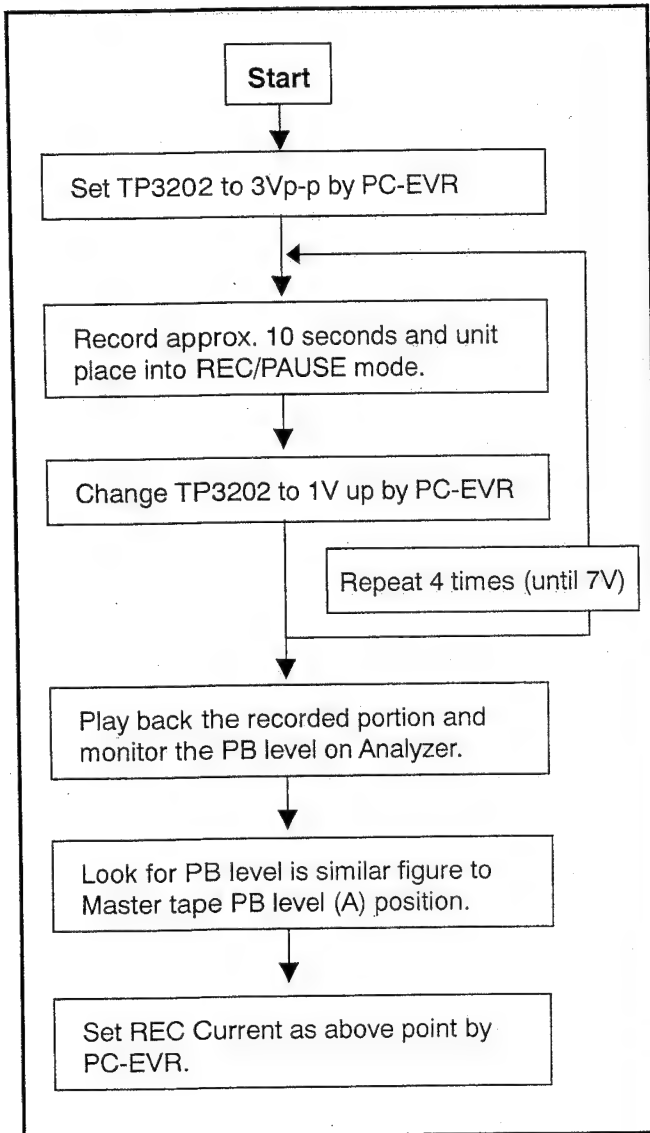 Start
Set TP3202 to 3Vp-p by PC-EVR
Record approx. 10 seconds and unit
place into REC/PAUSE mode.
Change TP3202 to 1V up by PC-EVR
Repeat 4 times (until 7V)
Play back the recorded portion and
monitor the PB level on Analyzer.
Look for PB level is similar figure to
Master tape PB level (A) position.
Set REC Current as above point by
PC-EVR.